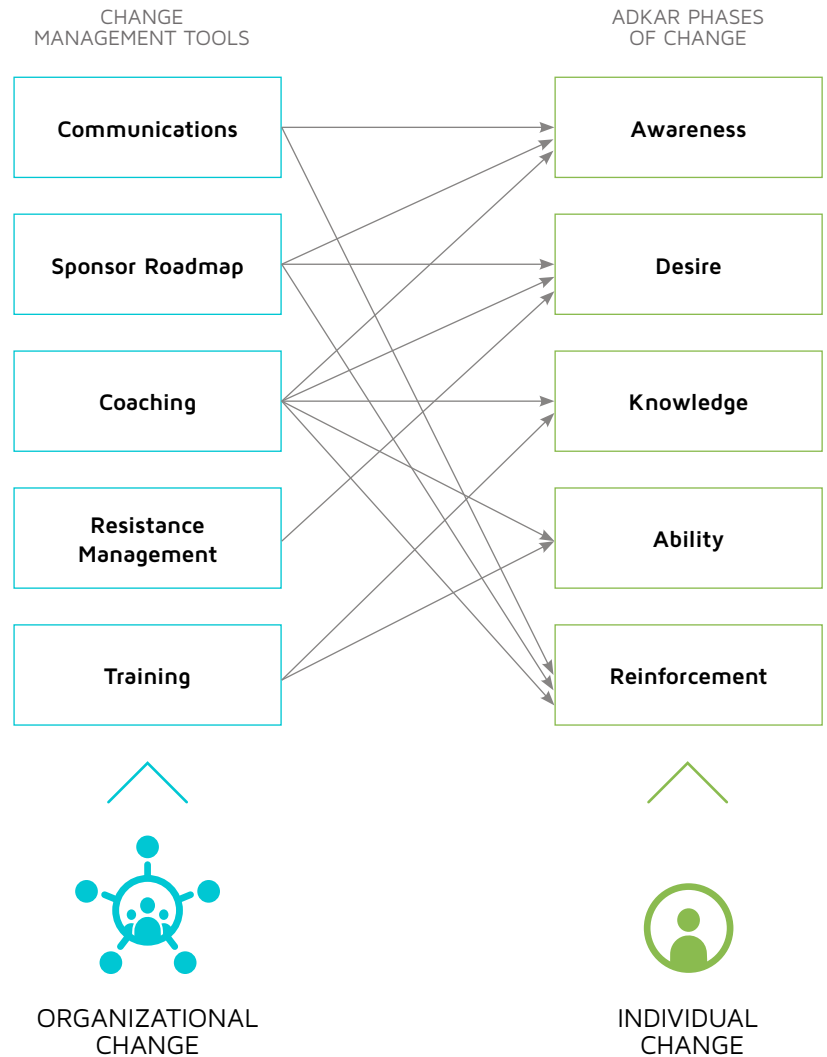 CHANGE
MANAGEMENT TOOLS
ADKAR PHASES
OF CHANGE
Communications
Awareness
Sponsor Roadmap
Desire
Coaching
Knowledge
Resistance
Management
Ability
Training
Reinforcement
ORGANIZATIONAL
CHANGE
INDIVIDUAL
CHANGE